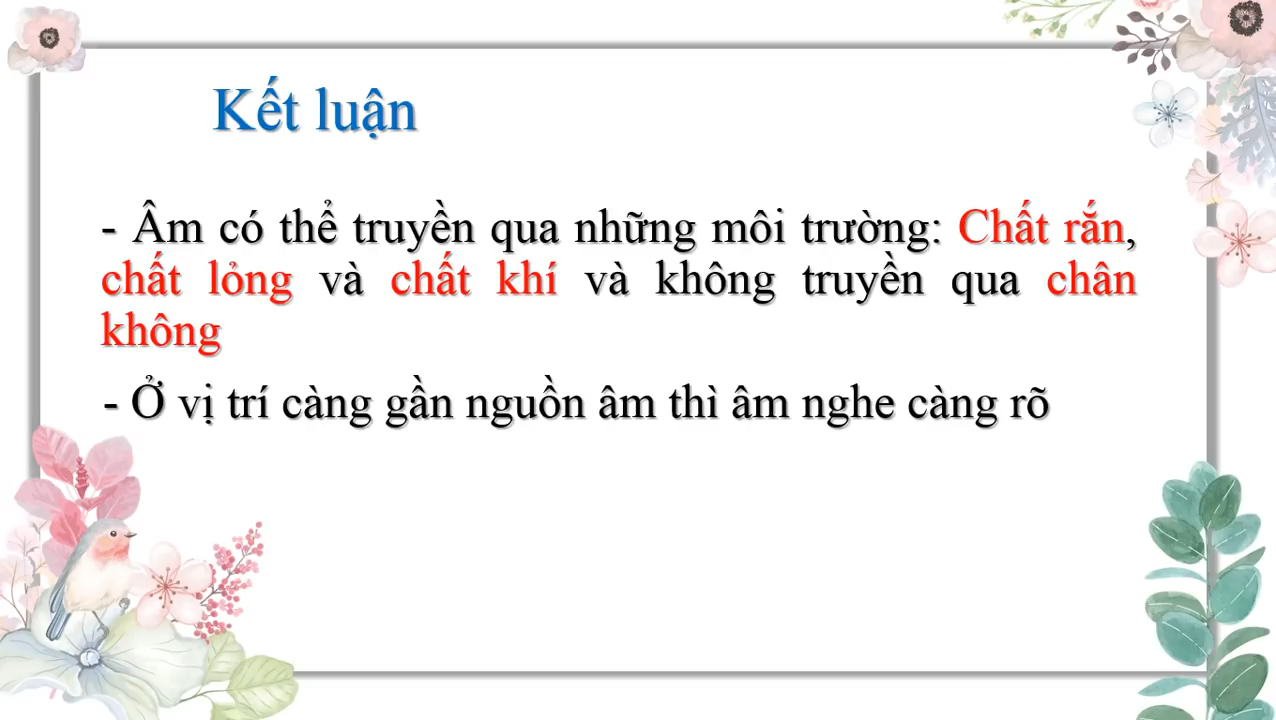 Kết luận
- Âm có thể truyền qua những môi trường: Chất rắn,
chất lỏng và chất khí và không truyền qua chân
không
- Ở vị trí càng gần nguồn âm thì âm nghe càng rõ